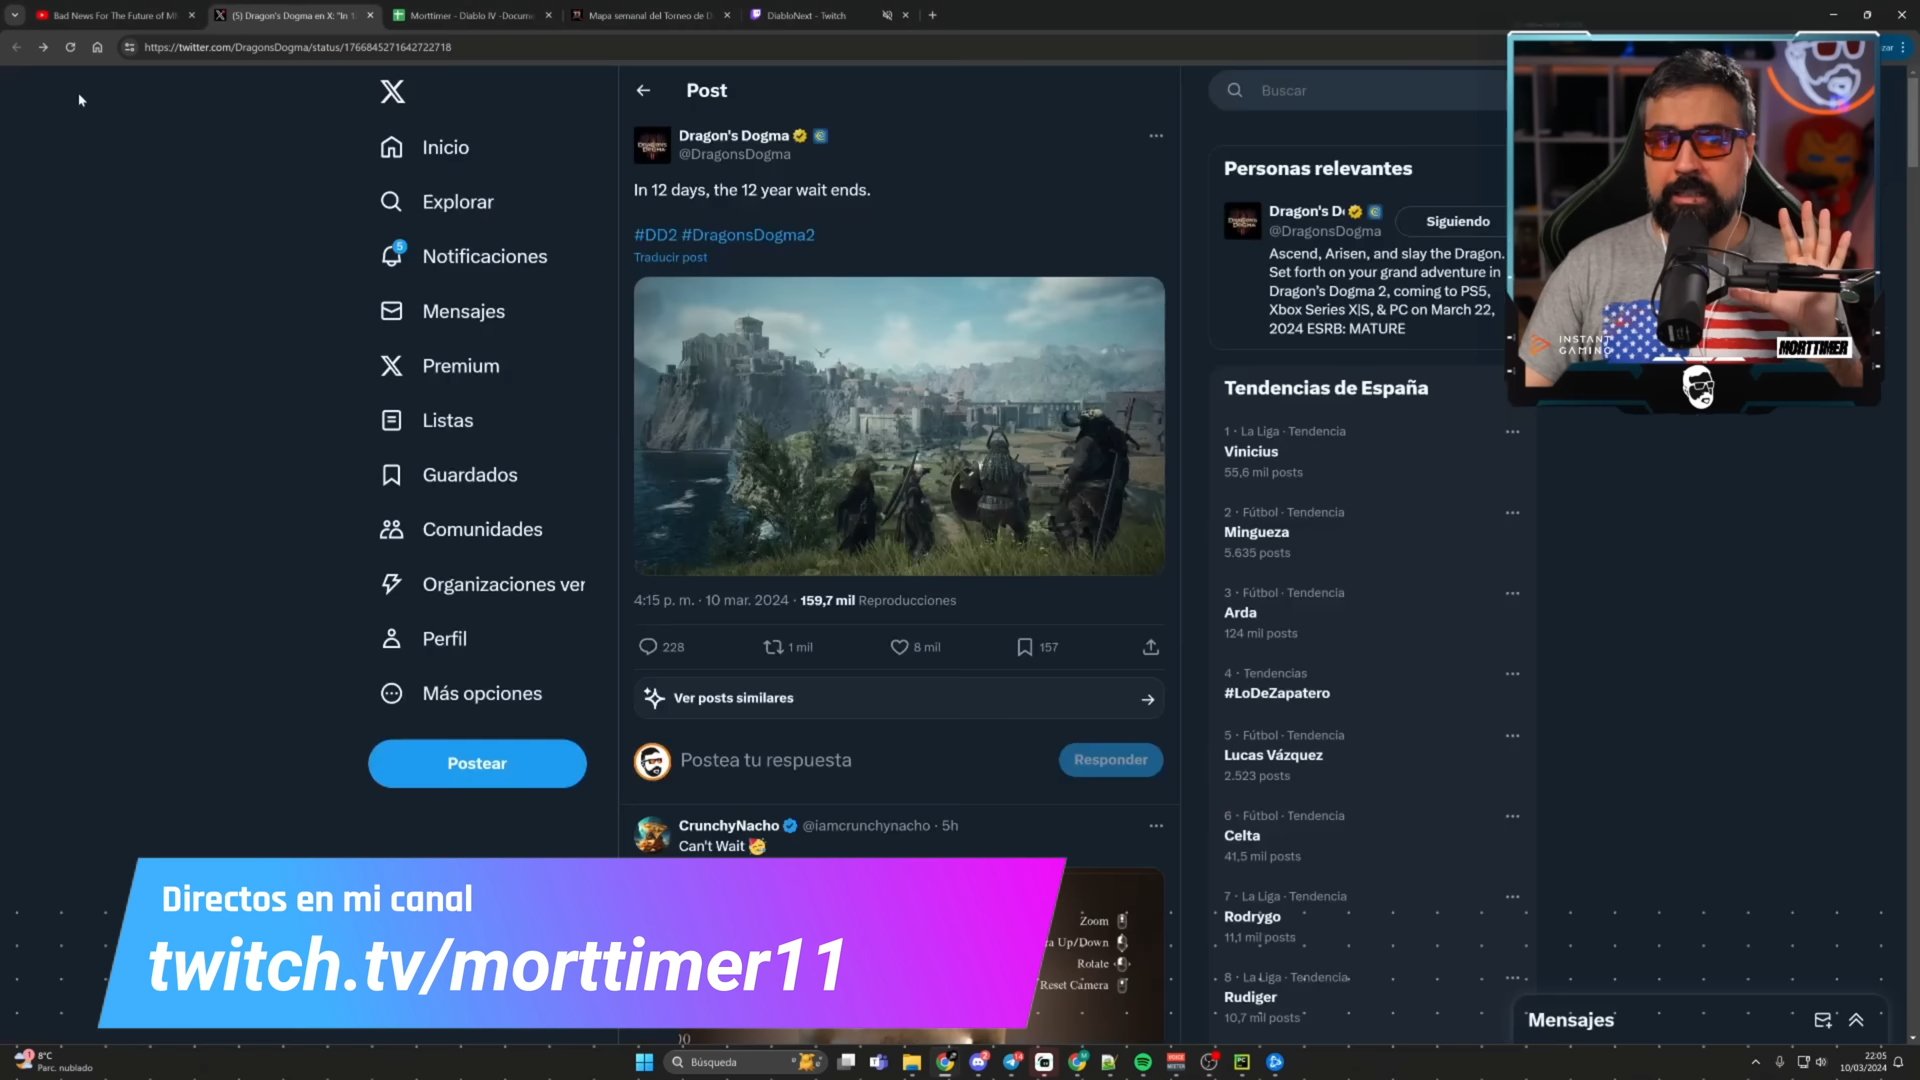 Bad News For The Future of M
(5) Dragon's Dogma en X: "In 1
Morttimer - Diablo IV -Docume
Mapa semanal del Torneo de D
DiabloNext - Twitch
https://twitter.com/DragonsDogma/status/1766845271642722718
zar
Inicio
Explorar
5
Notificaciones
Mensajes
Premium
Listas
Guardados
Comunidades
Organizaciones ver
Perfil
Más opciones
Postear
Post
Dragon's Dogma
@DragonsDogma
In 12 days, the 12 year wait ends.
#DD2 #DragonsDogma2
Traducir post
4:15 p. m. · 10 mar. 2024 · 159,7 mil Reproducciones
228
1 mil
8 mil
157
Ver posts similares
Postea tu respuesta
Responder
CrunchyNacho @iamcrunchynacho · 5h
Can't Wait
Zoom
ra Up/Down
Rotate
Reset Camera
Buscar
Personas relevantes
Dragon's D
@DragonsDogma
Siguiendo
Ascend, Arisen, and slay the Dragon.
Set forth on your grand adventure in
Dragon's Dogma 2, coming to PS5,
Xbox Series X|S, & PC on March 22,
2024 ESRB: MATURE
Tendencias de España
1 · La Liga · Tendencia
Vinicius
55,6 mil posts
2 · Fútbol · Tendencia
Mingueza
5.635 posts
3 · Fútbol · Tendencia
Arda
124 mil posts
4 · Tendencias
#LoDeZapatero
5 · Fútbol · Tendencia
Lucas Vázquez
2.523 posts
6 · Fútbol · Tendencia
Celta
41,5 mil posts
7 · La Liga · Tendencia
Rodrygo
11,1 mil posts
8 · La Liga · Tendencia
Rudiger
10,7 mil posts
Mensajes
INSTANT
GAMING
MORTTIMER
Directos en mi canal
twitch.tv/morttimer11
8°C
Parc. nublado
Búsqueda
22:05
10/03/2024